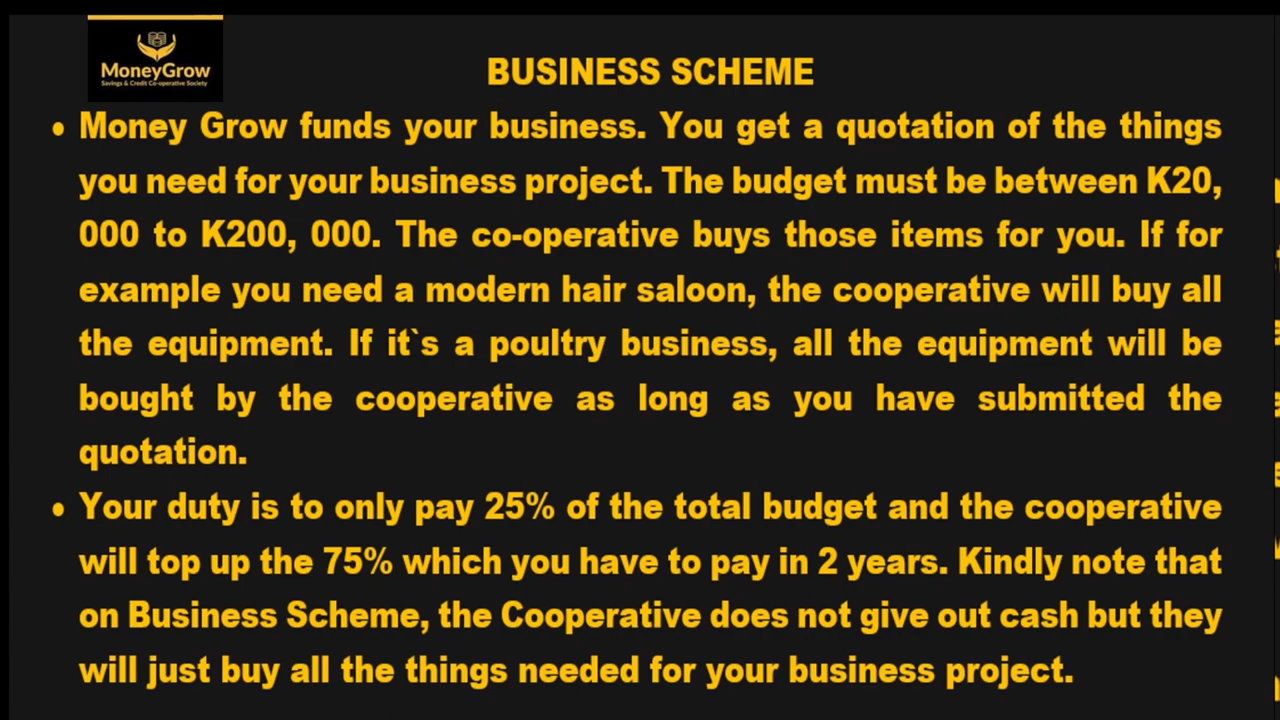 MoneyGrow
Savings & Credit Co-operative Society
BUSINESS SCHEME
• Money Grow funds your business. You get a quotation of the things
you need for your business project. The budget must be between K20,
000 to K200, 000. The co-operative buys those items for you. If for
example you need a modern hair saloon, the cooperative will buy all
the equipment. If it`s a poultry business, all the equipment will be
bought by the cooperative as long as you have submitted the
quotation.
• Your duty is to only pay 25% of the total budget and the cooperative
will top up the 75% which you have to pay in 2 years. Kindly note that
on Business Scheme, the Cooperative does not give out cash but they
will just buy all the things needed for your business project.